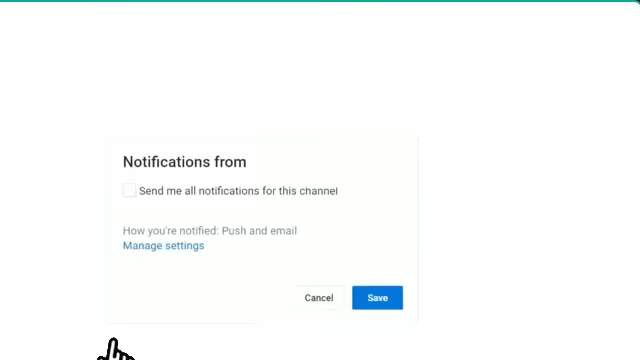 Notifications from
Send me all notifications for this channel
How you're notified: Push and email
Manage settings
Cancel
Save